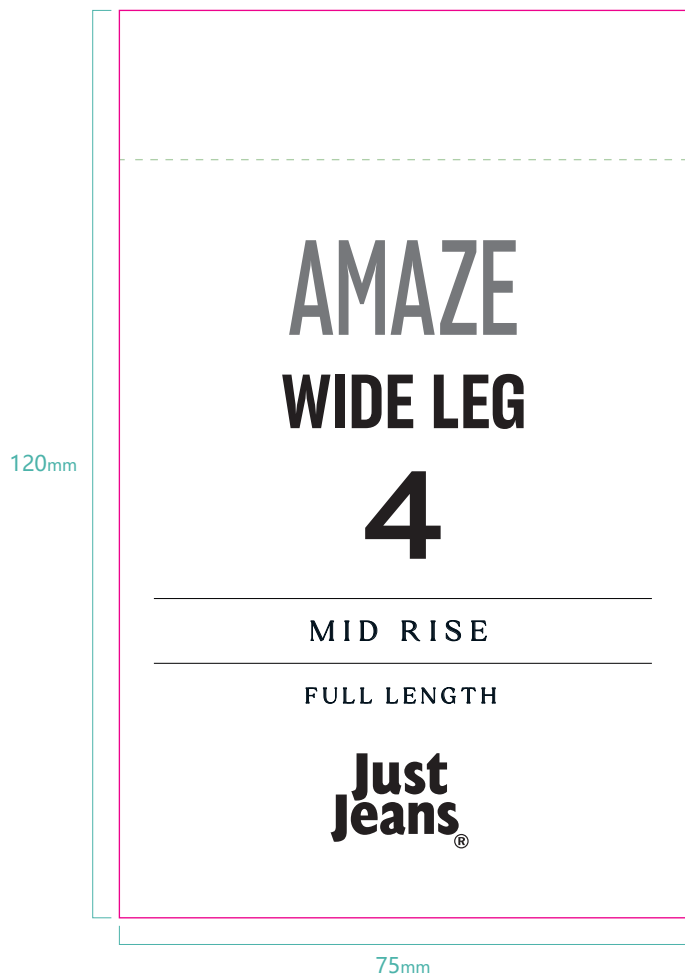 AMAZE
WIDE LEG
120mm
4
MID RISE
FULL LENGTH
Just
Jeans®
75mm